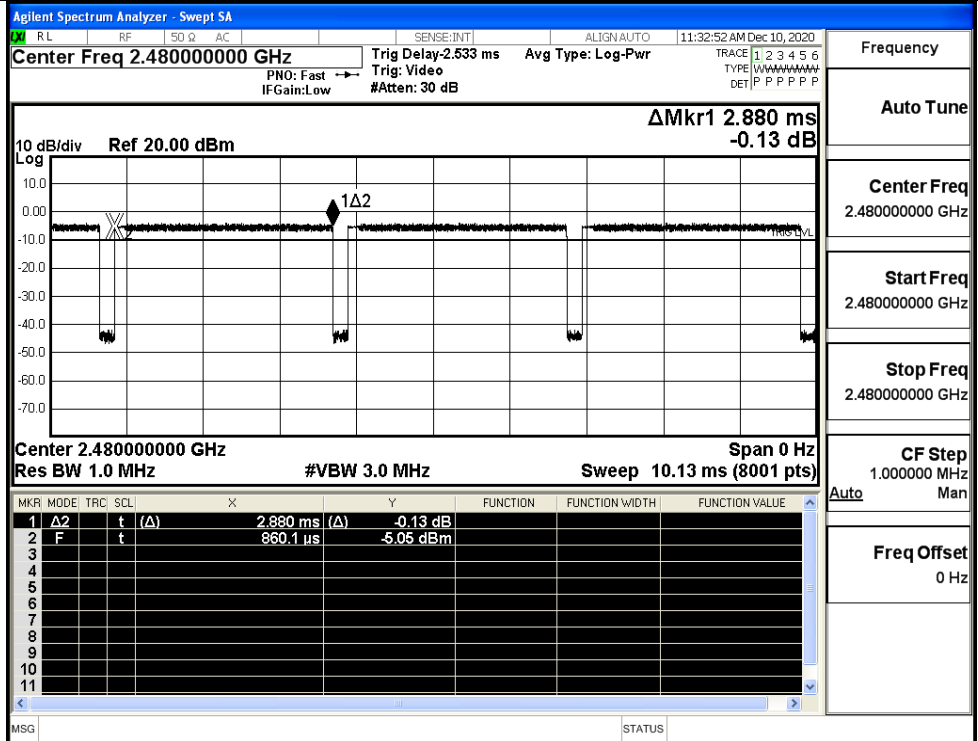 Agilent Spectrum Analyzer - Swept SA
LXI RL RF 50 Ω AC SENSE:INT ALIGNAUTO 11:32:52 AM Dec 10, 2020
Center Freq 2.480000000 GHz Trig Delay-2.533 ms Avg Type: Log-Pwr TRACE 1 2 3 4 5 6
PNO: Fast Trig: Video TYPE WWWWWW
IFGain:Low #Atten: 30 dB DET P P P P P P
ΔMkr1 2.880 ms
-0.13 dB
10 dB/div Ref 20.00 dBm
Log
10.0
0.00
-10.0
-20.0
-30.0
-40.0
-50.0
-60.0
-70.0
1Δ2
2
TRIG LVL
Center 2.480000000 GHz Span 0 Hz
Res BW 1.0 MHz #VBW 3.0 MHz Sweep 10.13 ms (8001 pts)
MKR MODE TRC SCL X Y FUNCTION FUNCTION WIDTH FUNCTION VALUE
1 Δ2 t (Δ) 2.880 ms (Δ) -0.13 dB
2 F t 860.1 µs -5.05 dBm
3
4
5
6
7
8
9
10
11
MSG STATUS
Frequency
Auto Tune
Center Freq
2.480000000 GHz
Start Freq
2.480000000 GHz
Stop Freq
2.480000000 GHz
CF Step
1.000000 MHz
Auto Man
Freq Offset
0 Hz